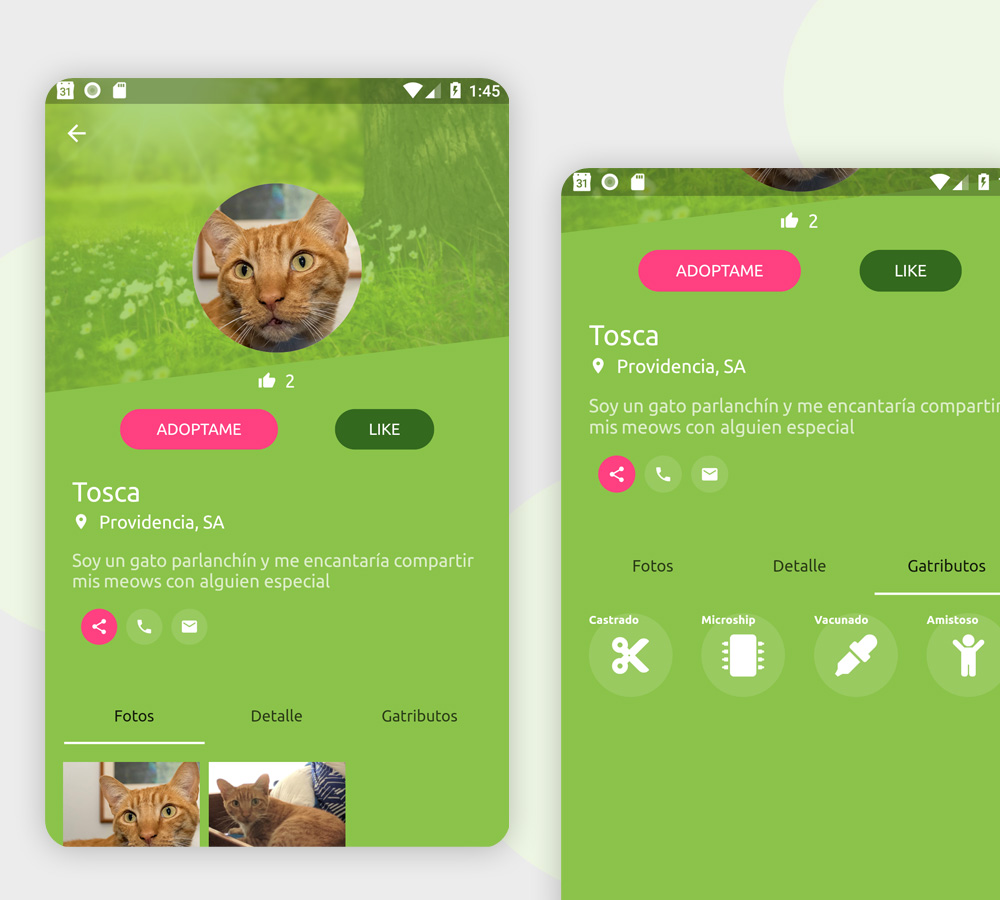 31
1:45
2
ADOPTAME
LIKE
Tosca
Providencia, SA
Soy un gato parlanchín y me encantaría compartir
mis meows con alguien especial
Fotos
Detalle
Gatributos
31
2
ADOPTAME
LIKE
Tosca
Providencia, SA
Soy un gato parlanchín y me encantaría compartir
mis meows con alguien especial
Fotos
Detalle
Gatributos
Castrado
Microship
Vacunado
Amistoso